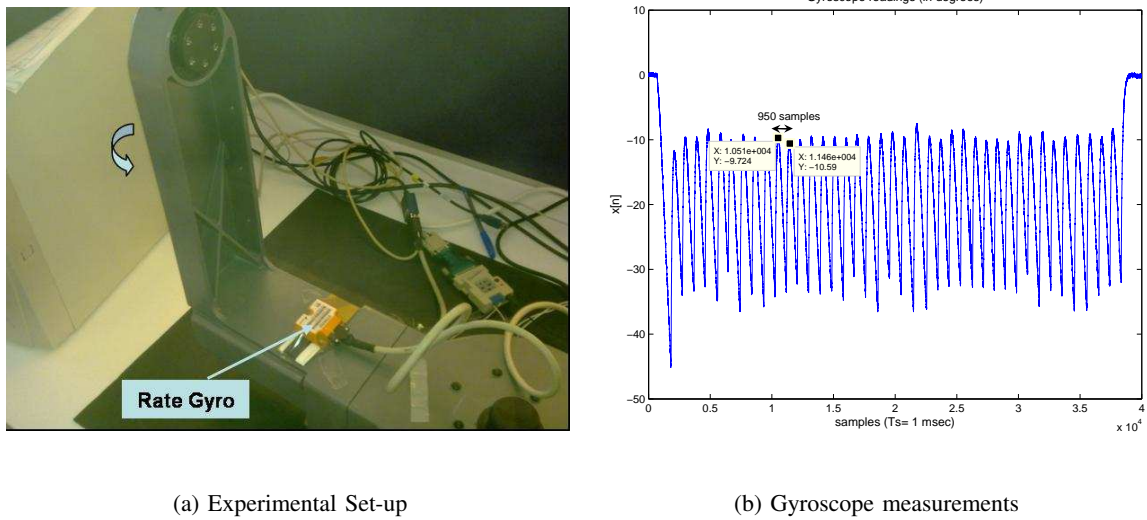 Gyroscope readings (in degrees)
10
0
−10
−20
−30
−40
−50
x[n]
950 samples
X: 1.051e+004
Y: −9.724
X: 1.146e+004
Y: −10.59
0
0.5
1
1.5
2
2.5
3
3.5
4
x 10^4
samples (Ts= 1 msec)
Rate Gyro
(a) Experimental Set-up
(b) Gyroscope measurements